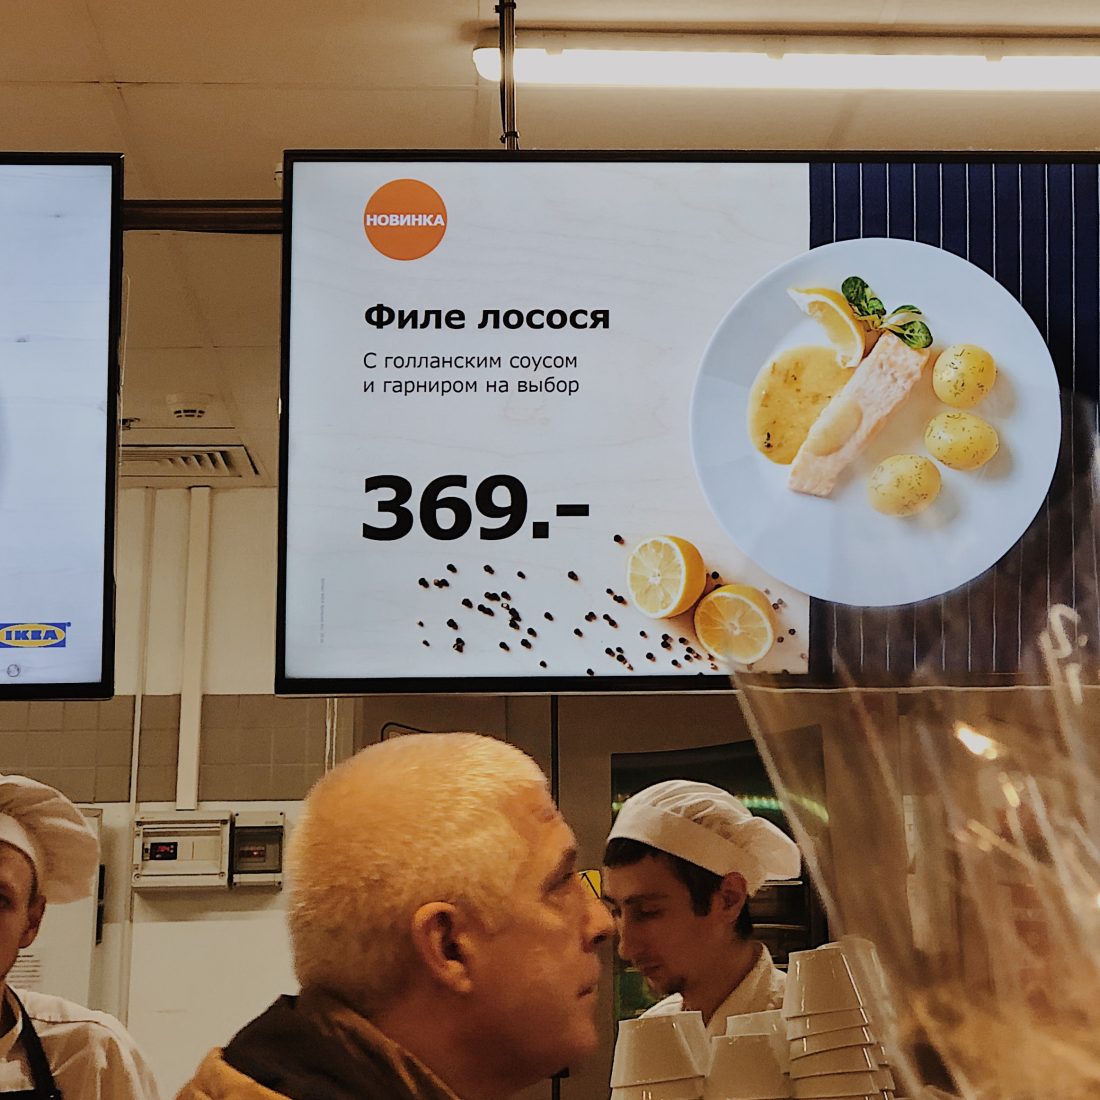 НОВИНКА
Филе лосося
С голланским соусом
и гарниром на выбор
369.-
IKEA